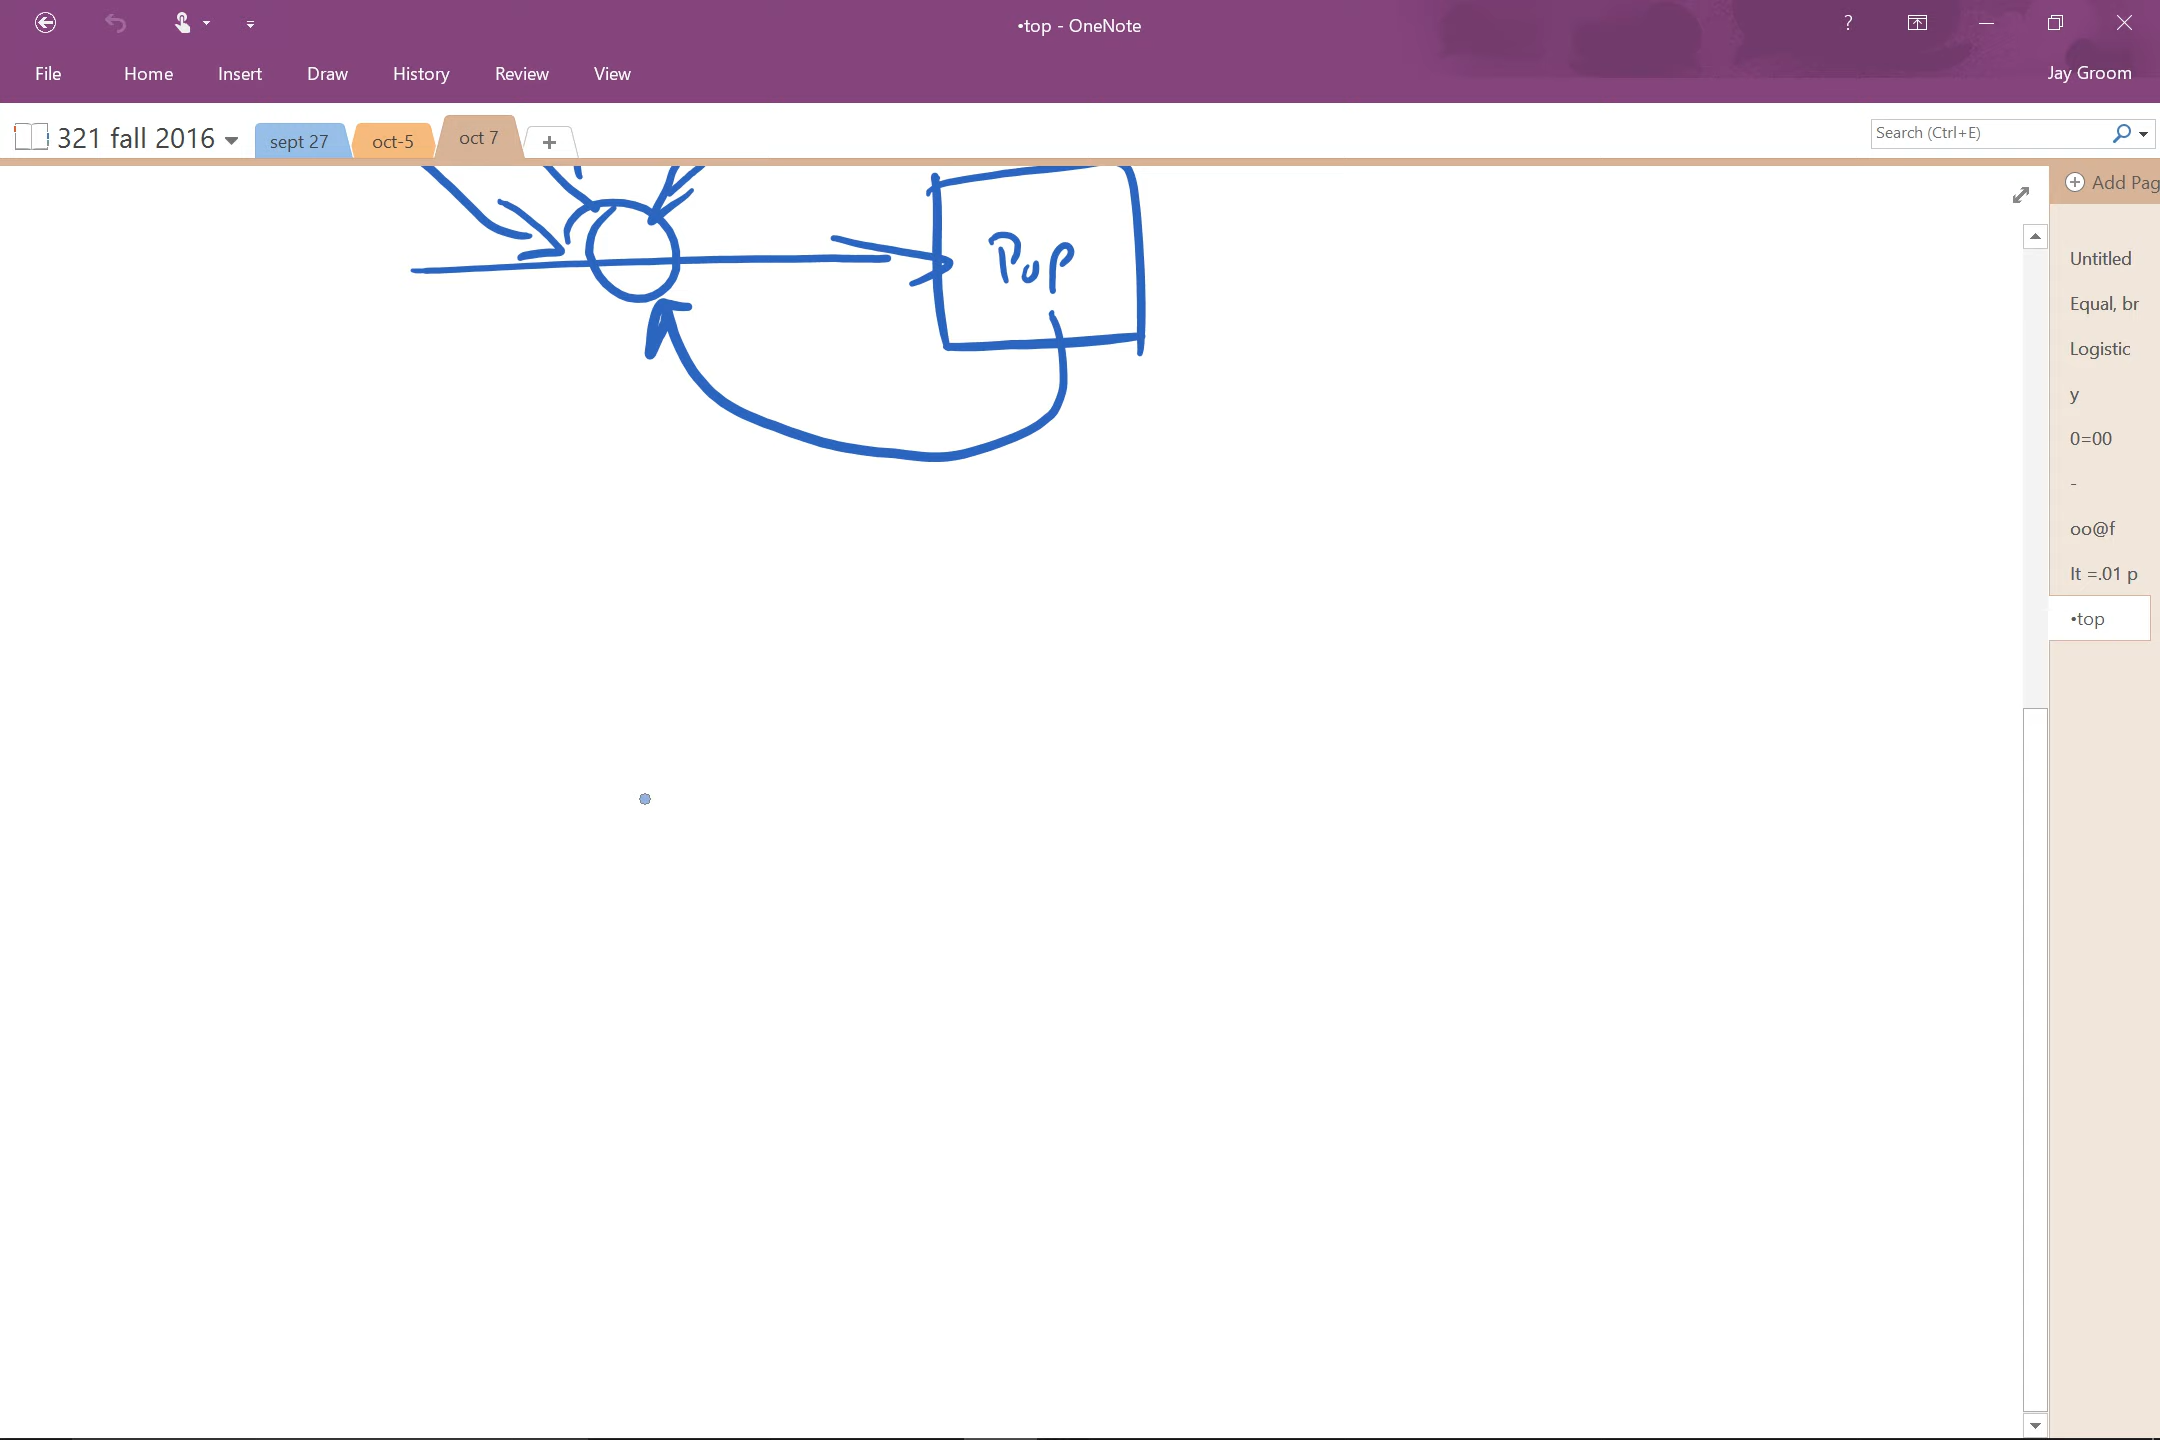 •top - OneNote
?
File Home Insert Draw History Review View
Jay Groom
321 fall 2016
sept 27
oct-5
oct 7
Search (Ctrl+E)
Add Pag
Pop
Untitled
Equal, br
Logistic
y
0=00
-
oo@f
It =.01 p
•top